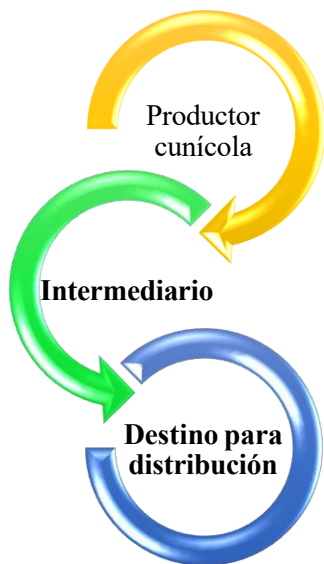 Productor
cunícola
Intermediario
Destino para
distribución